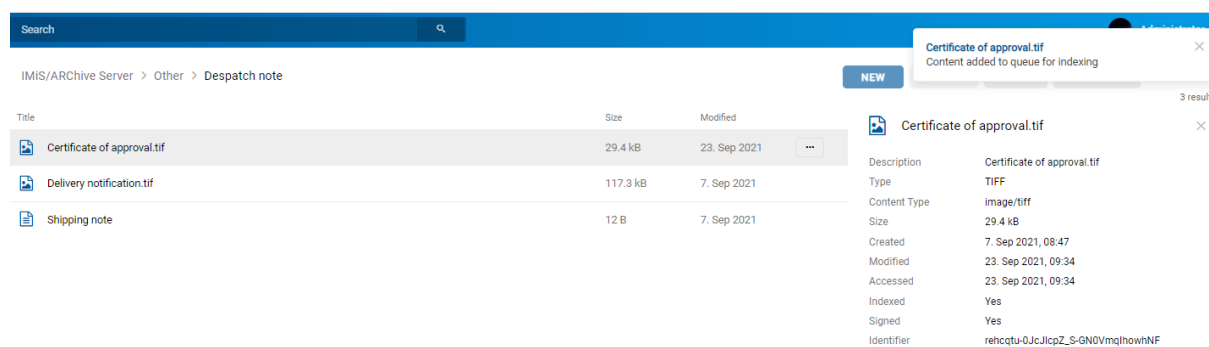 Search
Certificate of approval.tif
Content added to queue for indexing
IMiS/ARChive Server > Other > Despatch note
NEW
Title Size Modified
Certificate of approval.tif 29.4 kB 23. Sep 2021 ...
Delivery notification.tif 117.3 kB 7. Sep 2021
Shipping note 12 B 7. Sep 2021
Certificate of approval.tif
Description Certificate of approval.tif
Type TIFF
Content Type image/tiff
Size 29.4 kB
Created 7. Sep 2021, 08:47
Modified 23. Sep 2021, 09:34
Accessed 23. Sep 2021, 09:34
Indexed Yes
Signed Yes
Identifier